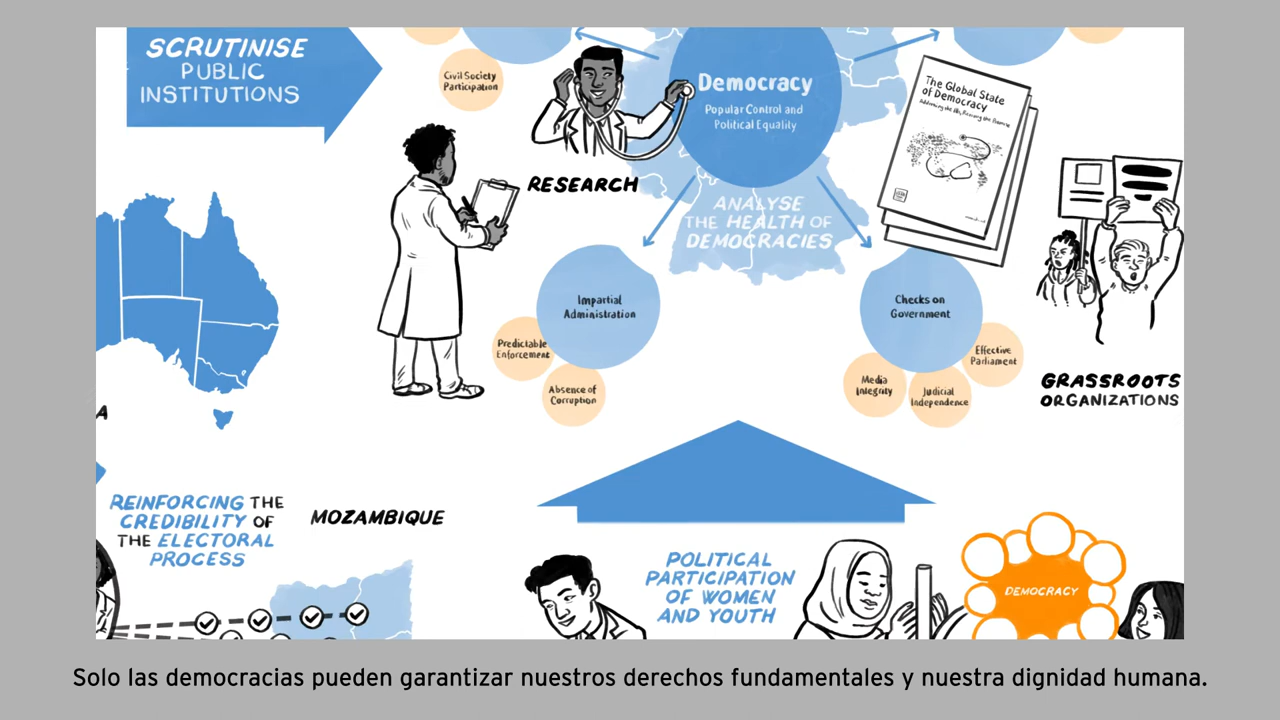 SCRUTINISE
PUBLIC
INSTITUTIONS
Civil Society
Participation
Democracy
Popular Control and
Political Equality
The Global State
of Democracy
RESEARCH
ANALYSE
THE HEALTH OF
DEMOCRACIES
Impartial
Administration
Predictable
Enforcement
Absence of
Corruption
Checks on
Government
Effective
Parliament
Media
Integrity
Judicial
Independence
GRASSROOTS
ORGANIZATIONS
A
REINFORCING THE
CREDIBILITY OF
THE ELECTORAL
PROCESS
MOZAMBIQUE
POLITICAL
PARTICIPATION
OF WOMEN
AND YOUTH
DEMOCRACY
Solo las democracias pueden garantizar nuestros derechos fundamentales y nuestra dignidad humana.